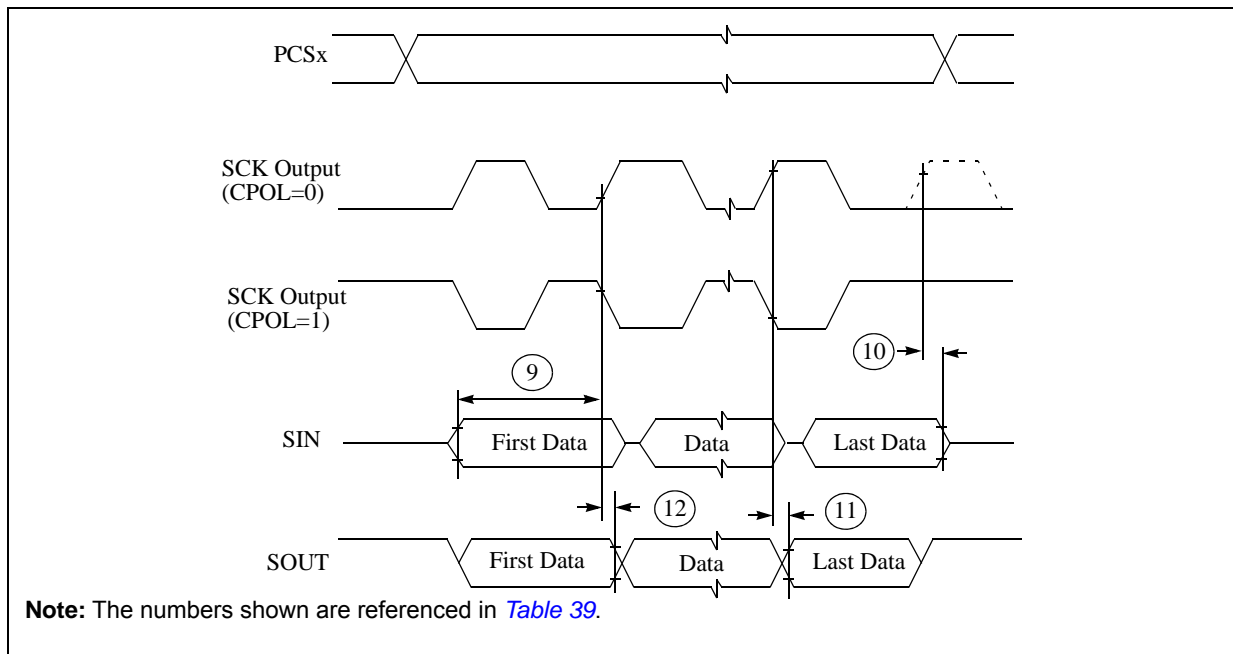 PCSx
SCK Output
(CPOL=0)
SCK Output
(CPOL=1)
10
9
SIN
First Data
Data
Last Data
12
11
SOUT
First Data
Data
Last Data
Note: The numbers shown are referenced in Table 39.